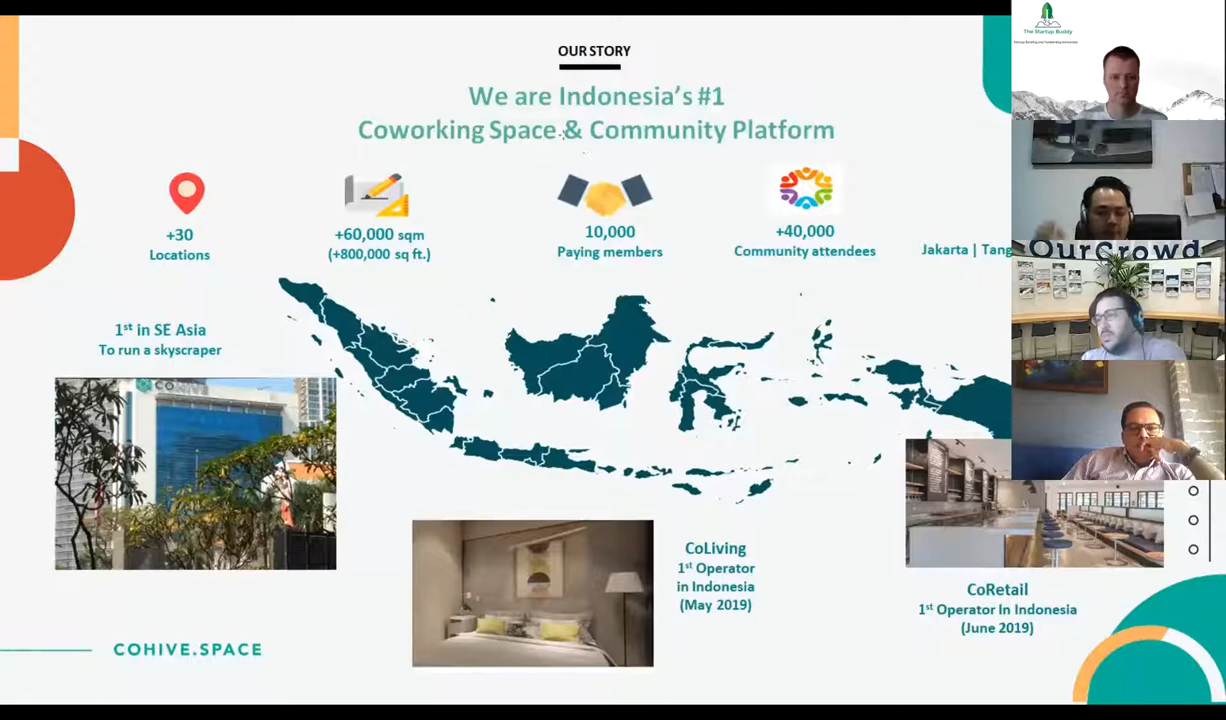 OUR STORY
We are Indonesia's #1
Coworking Space & Community Platform
+30
Locations
+60,000 sqm
(+800,000 sq ft.)
10,000
Paying members
+40,000
Community attendees
Jakarta |
1st in SE Asia
To run a skyscraper
CoLiving
1st Operator
in Indonesia
(May 2019)
CoRetail
1st Operator In Indonesia
(June 2019)
COHIVE.SPACE
The Startup Buddy
OurCrowd